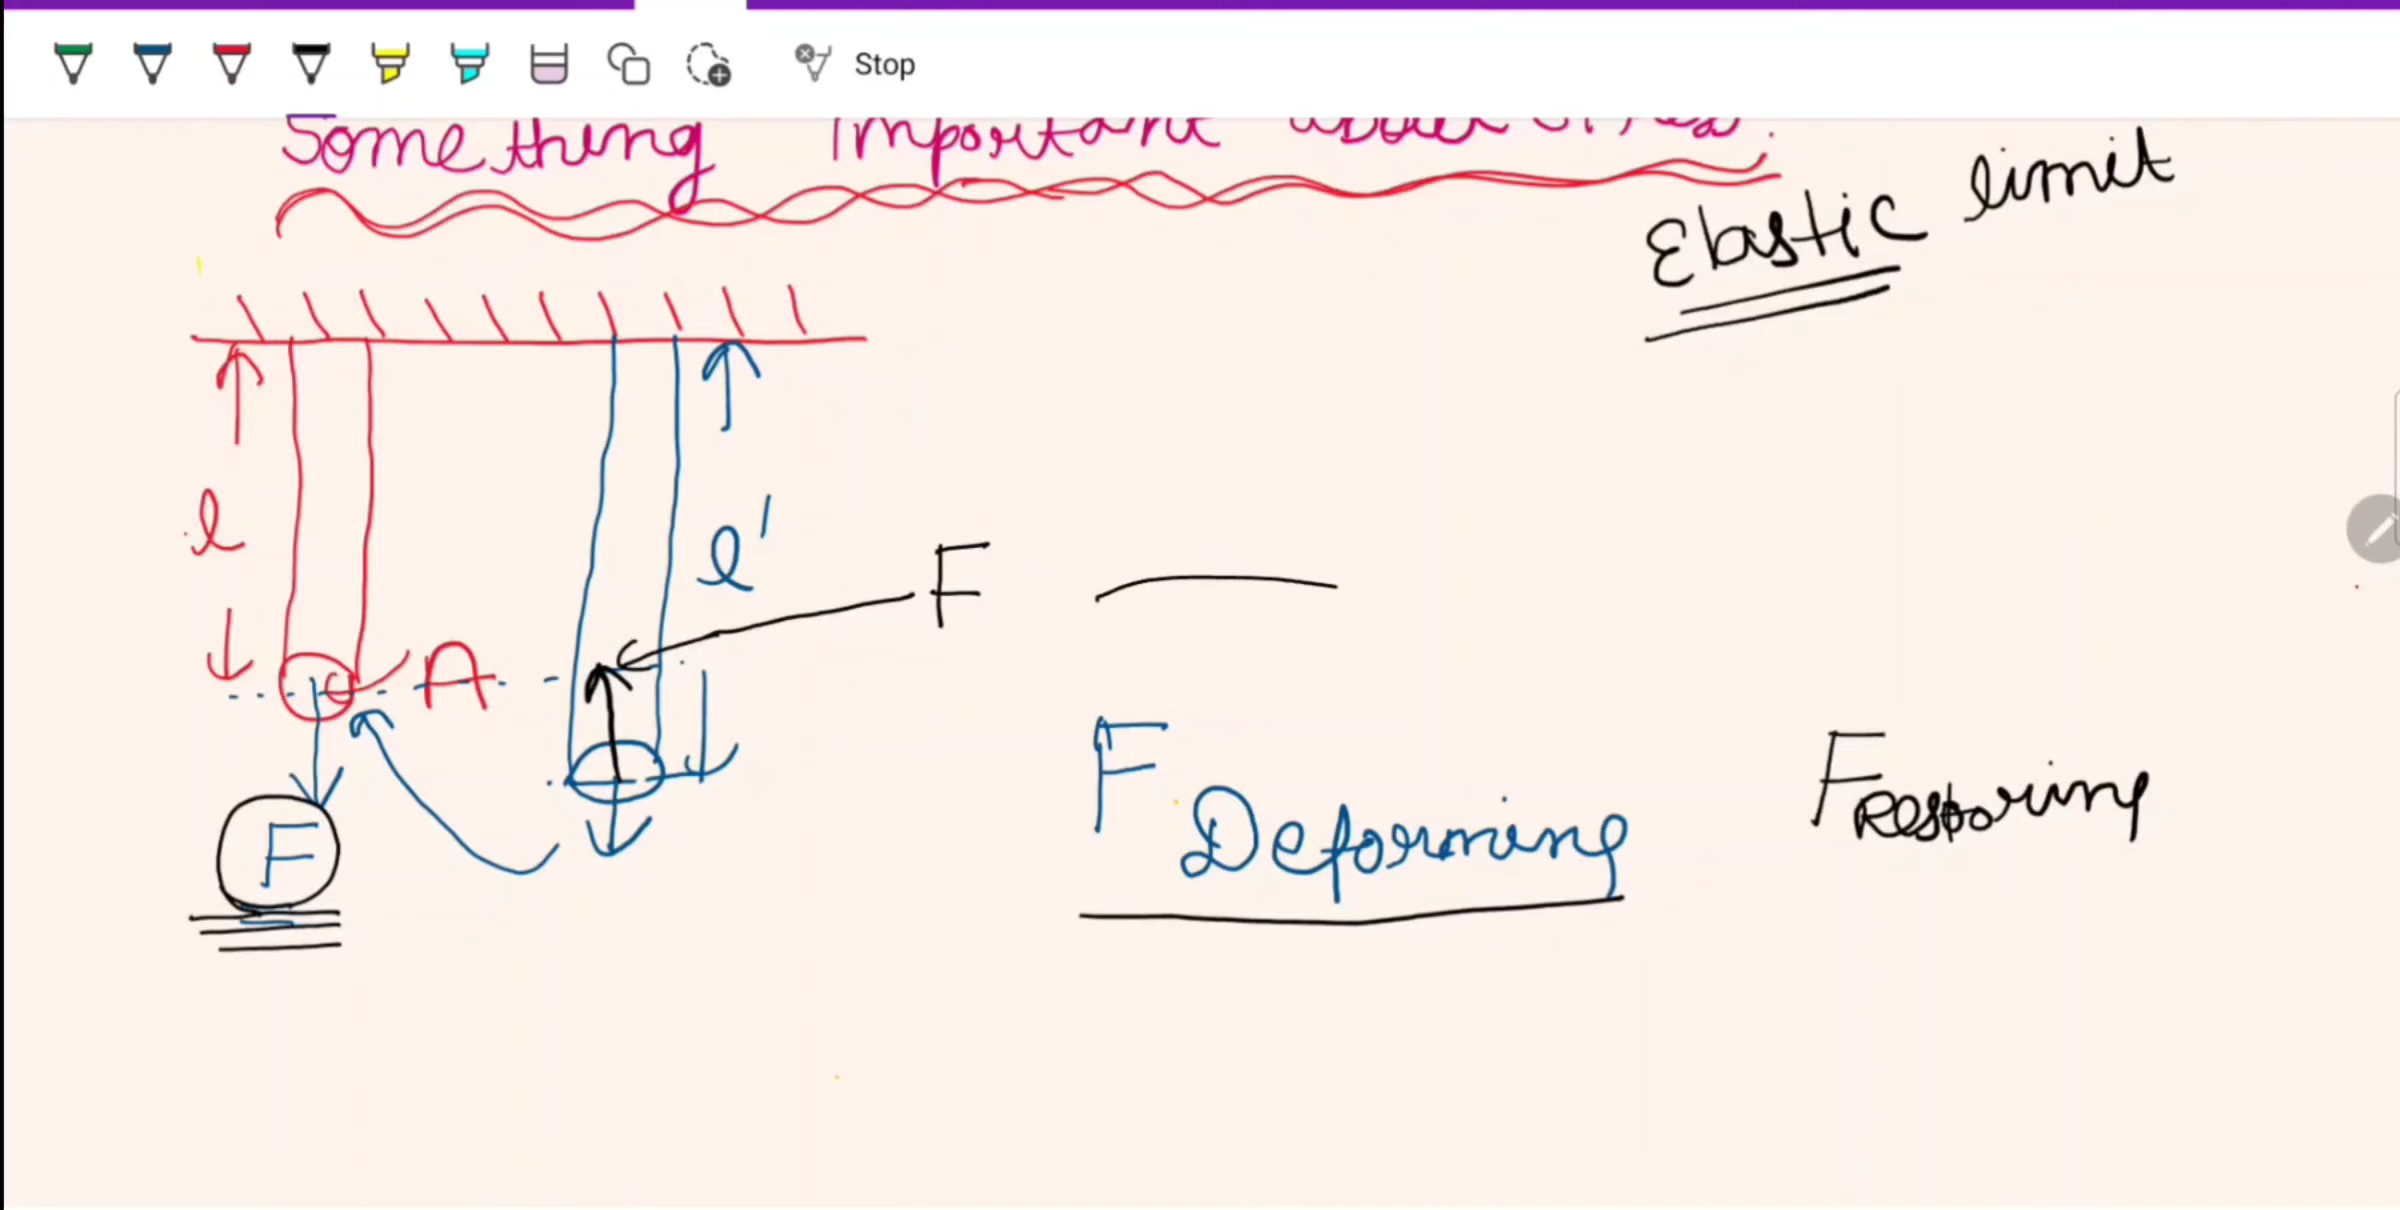 Stop
Something Important
Elastic limit
l
l'
F
A
F
F Deforming
F Restoring